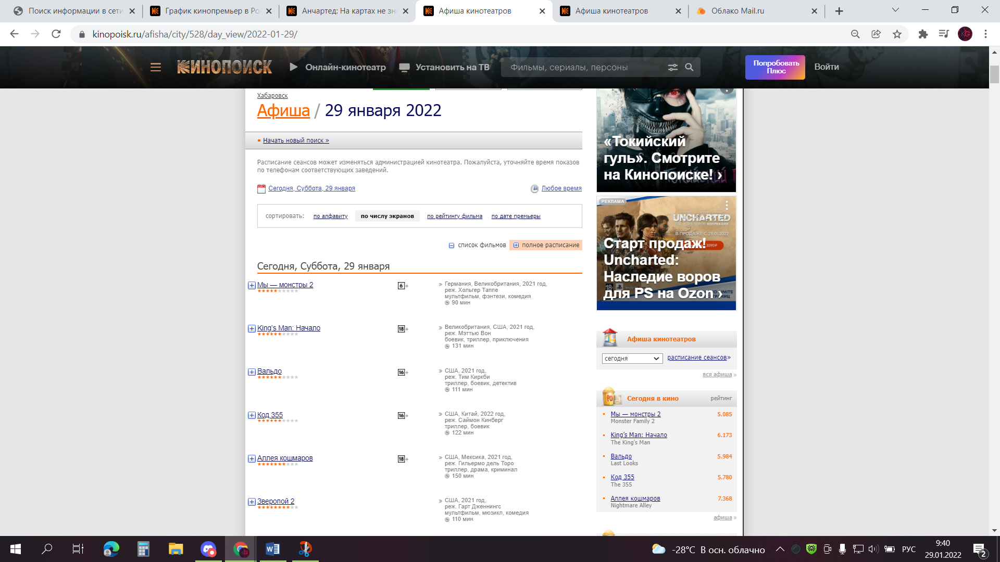 Поиск информации в сети
График кинопремьер в Ро
Анчартед: На картах не зна
Афиша кинотеатров
Афиша кинотеатров
Облако Mail.ru
kinopoisk.ru/afisha/city/528/day_view/2022-01-29/
КИНОПОИСК
Онлайн-кинотеатр
Установить на ТВ
Фильмы, сериалы, персоны
Попробовать
Плюс
Войти
Хабаровск
Афиша / 29 января 2022
Начать новый поиск »
Расписание сеансов может изменяться администрацией кинотеатра. Пожалуйста, уточняйте время показов
по телефонам соответствующих заведений.
Сегодня, Суббота, 29 января
Любое время
сортировать: по алфавиту по числу экранов по рейтингу фильма по дате премьеры
список фильмов полное расписание
Сегодня, Суббота, 29 января
Мы — монстры 2
6+
» Германия, Великобритания, 2021 год,
реж. Хольгер Таппе
мультфильм, фэнтези, комедия
90 мин
King's Man: Начало
18+
» Великобритания, США, 2021 год,
реж. Мэттью Вон
боевик, триллер, приключения
131 мин
Вальдо
16+
» США, 2021 год,
реж. Тим Киркби
триллер, боевик, детектив
111 мин
Код 355
16+
» США, Китай, 2022 год,
реж. Саймон Кинберг
триллер, боевик
122 мин
Аллея кошмаров
18+
» США, Мексика, 2021 год,
реж. Гильермо дель Торо
триллер, драма, криминал
150 мин
Зверопой 2
» США, 2021 год,
реж. Гарт Дженнингс
мультфильм, мюзикл, комедия
110 мин
«Токийский
гуль». Смотрите
на Кинопоиске! ›
РЕКЛАМА
UNCHARTED
В ПРОДАЖЕ С 28.01.2022
3590₽
Старт продаж!
Uncharted:
Наследие воров
для PS на Ozon ›
18+
Афиша кинотеатров
сегодня
расписание сеансов»
вся афиша »
Сегодня в кино
рейтинг
Мы — монстры 2 5.085
Monster Family 2
King's Man: Начало 6.173
The King's Man
Вальдо 5.984
Last Looks
Код 355 5.780
The 355
Аллея кошмаров 7.368
Nightmare Alley
афиша »
-28°C В осн. облачно
РУС
9:40
29.01.2022
2